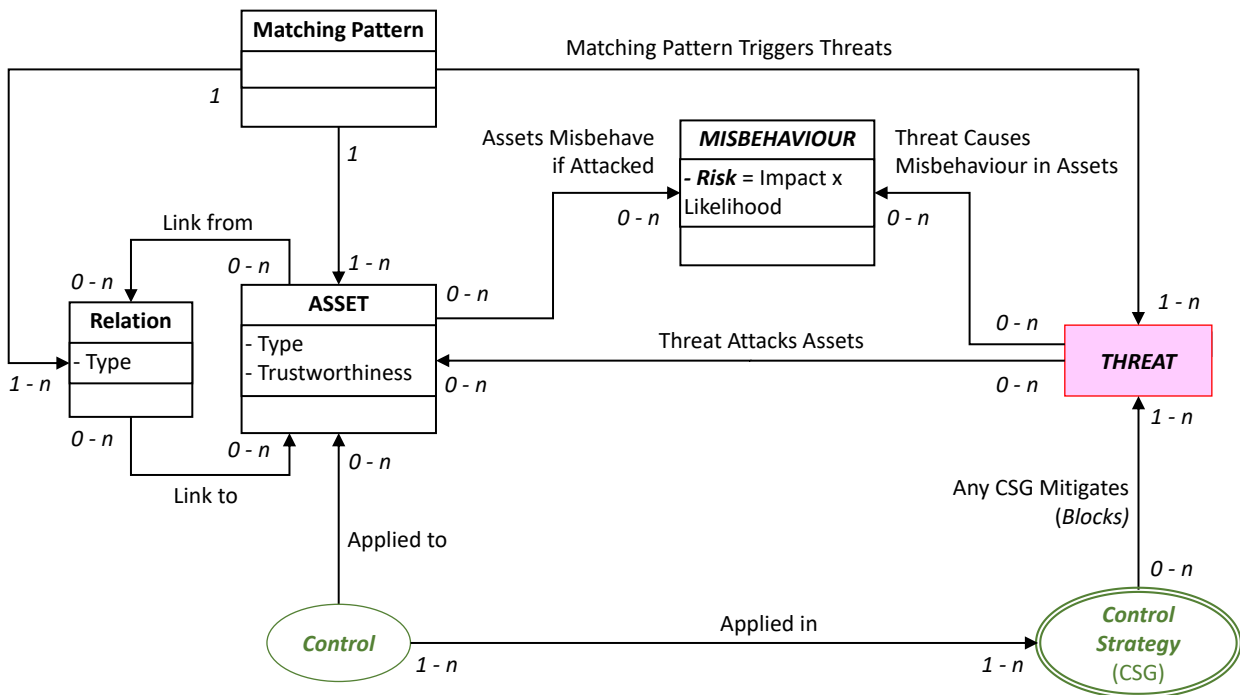 Matching Pattern
Matching Pattern Triggers Threats
1
1
Assets Misbehave
if Attacked
MISBEHAVIOUR
- Risk = Impact x
Likelihood
Threat Causes
Misbehaviour in Assets
0 - n
0 - n
Link from
0 - n
0 - n
1 - n
Relation
- Type
1 - n
ASSET
- Type
- Trustworthiness
0 - n
Threat Attacks Assets
0 - n
0 - n
0 - n
1 - n
THREAT
1 - n
0 - n
0 - n
0 - n
Link to
Any CSG Mitigates
(Blocks)
Applied to
0 - n
Control
Applied in
1 - n
1 - n
Control
Strategy
(CSG)